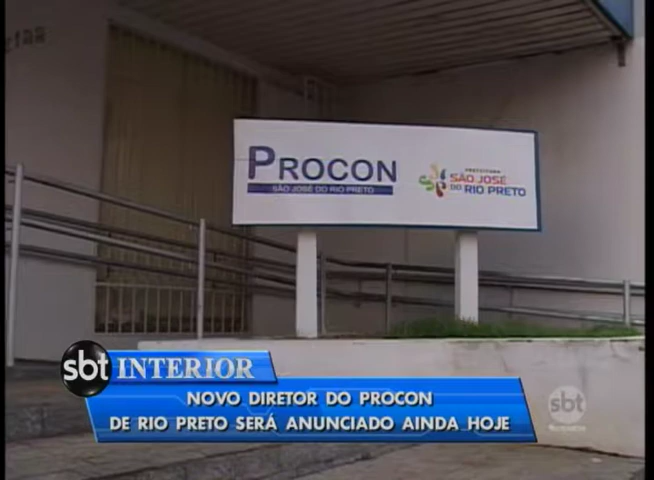 PROCON
SÃO JOSÉ DO RIO PRETO
PREFEITURA
SÃO JOSÉ
DO RIO PRETO
sbt INTERIOR
NOVO DIRETOR DO PROCON
DE RIO PRETO SERÁ ANUNCIADO AINDA HOJE
sbt